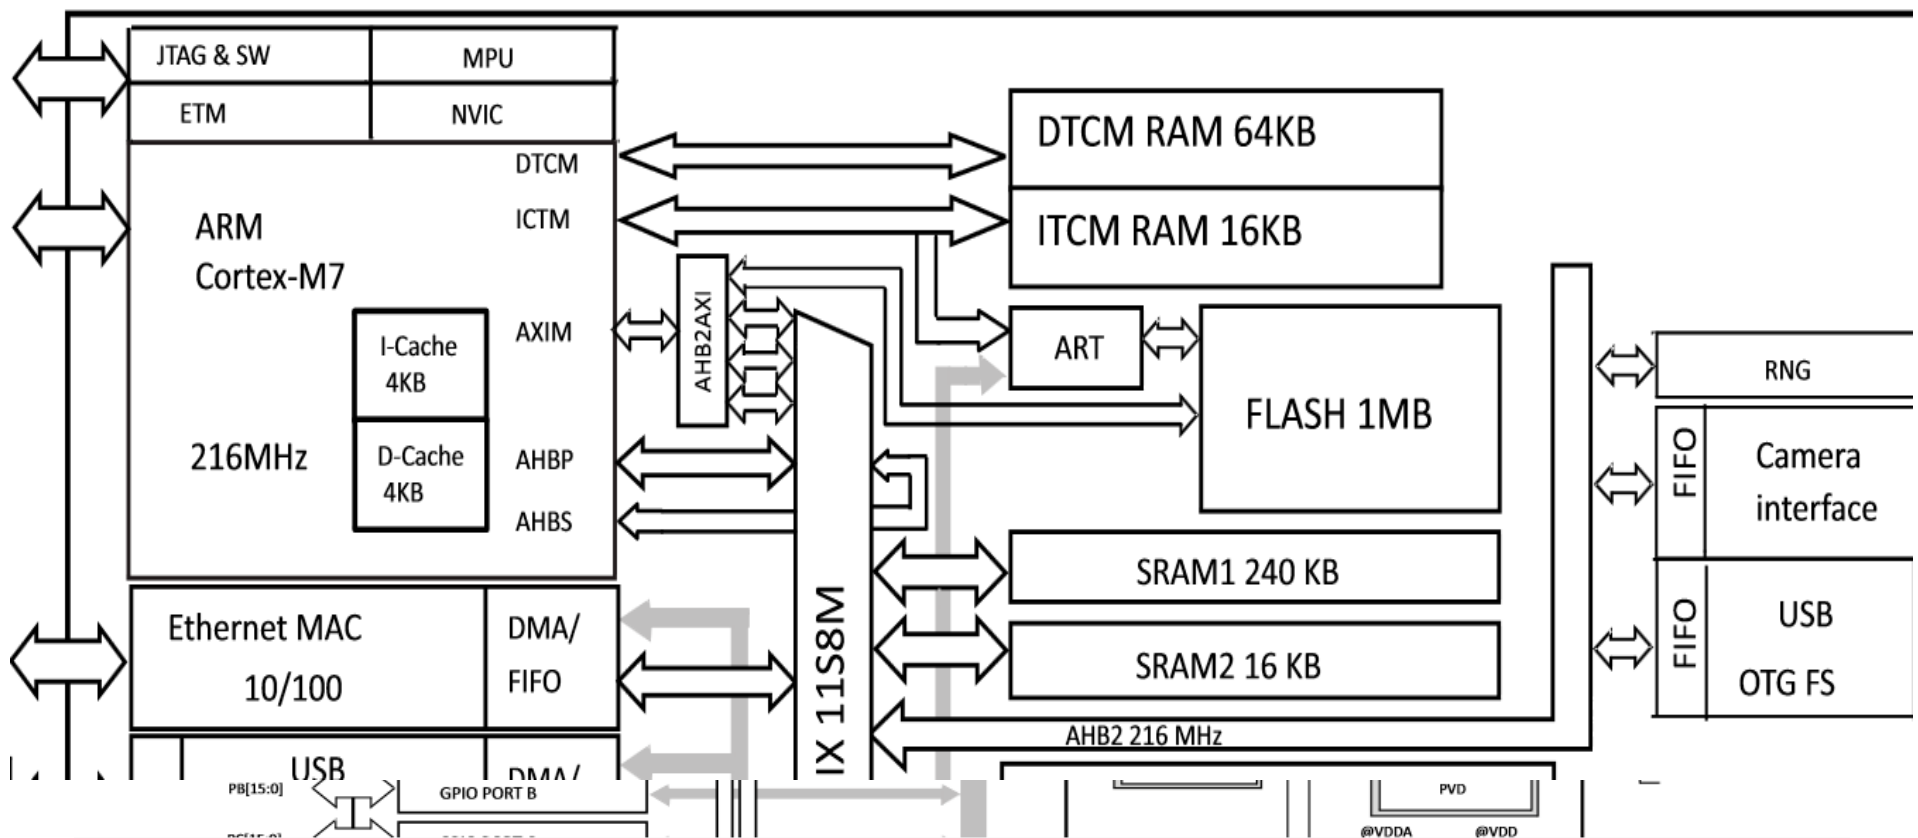 JTAG & SW
MPU
ETM
NVIC
DTCM
ICTM
ARM
Cortex-M7
I-Cache
4KB
AXIM
D-Cache
4KB
216MHz
AHBP
AHBS
AHB2AXI
DTCM RAM 64KB
ITCM RAM 16KB
ART
FLASH 1MB
RNG
FIFO
Camera
interface
SRAM1 240 KB
SRAM2 16 KB
FIFO
USB
OTG FS
Ethernet MAC
10/100
DMA/
FIFO
IX 11S8M
AHB2 216 MHz
USB
DMA/
PB[15:0]
GPIO PORT B
PVD
@VDDA
@VDD